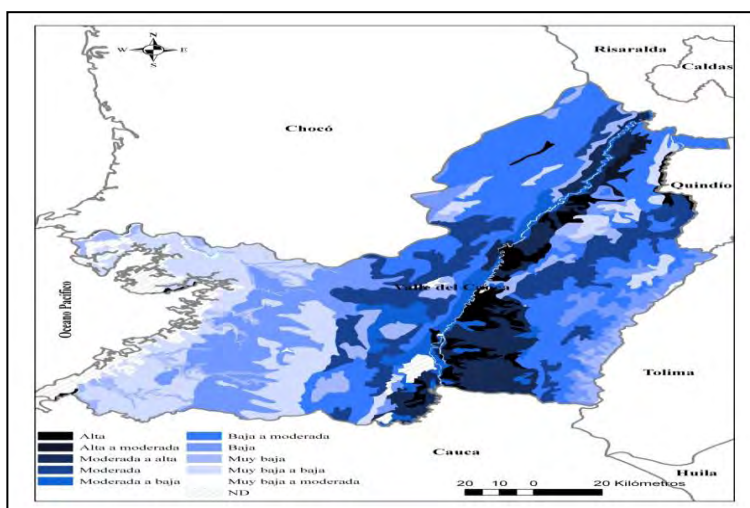 N
W E
S
Risaralda
Caldas
Chocó
Quindío
Valle del Cauca
Oceano Pacífico
Tolima
Cauca
Huila
Alta
Alta a moderada
Moderada a alta
Moderada
Moderada a baja
Baja a moderada
Baja
Muy baja
Muy baja a baja
Muy baja a moderada
ND
20 10 0 20 Kilómetros